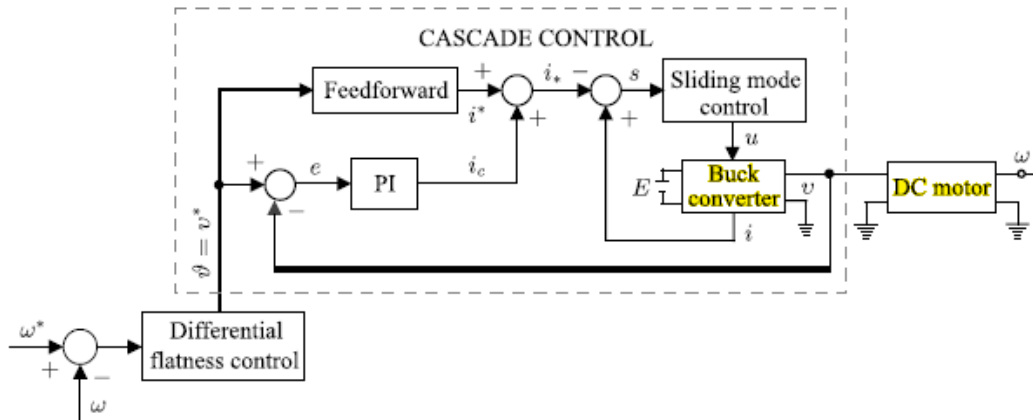 CASCADE CONTROL
Feedforward
+
i*
+
i⁎
−
+
s
Sliding mode
control
u
+
−
e
PI
i_c
E
Buck
converter
υ
i
DC motor
ω
ϑ = υ*
ω*
+
−
ω
Differential
flatness control